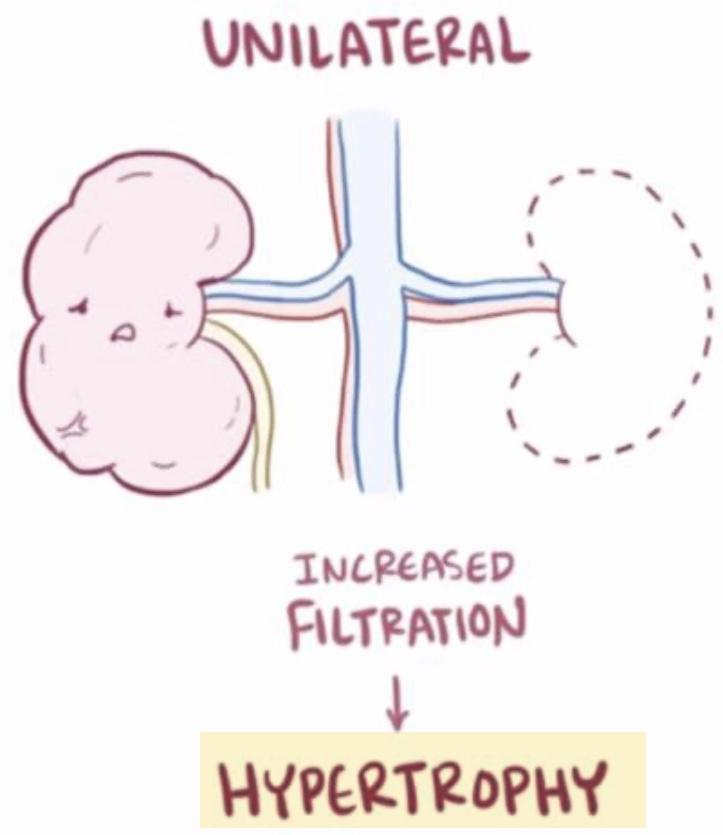 UNILATERAL
INCREASED
FILTRATION
HYPERTROPHY